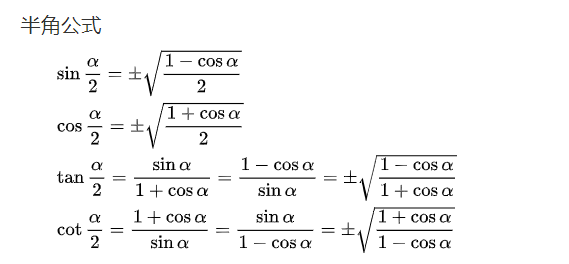 半角公式
sin α/2 = ±√((1 − cos α)/2)
cos α/2 = ±√((1 + cos α)/2)
tan α/2 = sin α/(1 + cos α) = (1 − cos α)/sin α = ±√((1 − cos α)/(1 + cos α))
cot α/2 = (1 + cos α)/sin α = sin α/(1 − cos α) = ±√((1 + cos α)/(1 − cos α))